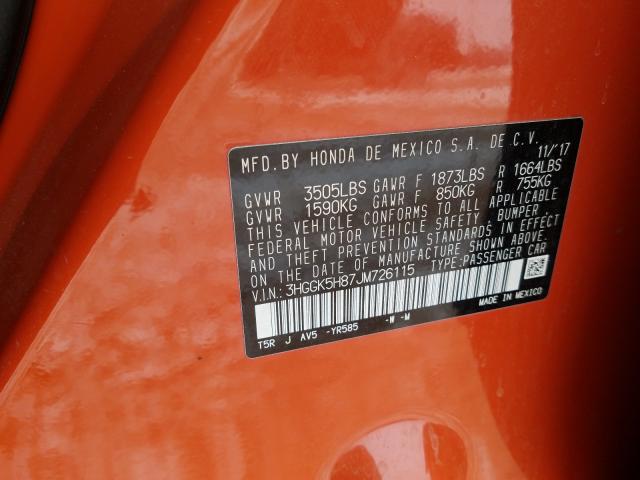 MFD.BY HONDA DE MEXICO S.A. DE C.V. 11/17
GVWR 3505LBS GAWR F 1873LBS R 1664LBS
GVWR 1590KG GAWR F 850KG R 755KG
THIS VEHICLE CONFORMS TO ALL APPLICABLE
FEDERAL MOTOR VEHICLE SAFETY, BUMPER,
AND THEFT PREVENTION STANDARDS IN EFFECT
ON THE DATE OF MANUFACTURE SHOWN ABOVE.
V.I.N.: 3HGGK5H87JM726115 TYPE:PASSENGER CAR
MADE IN MEXICO
T5R J AV5 -YR585 -W -M